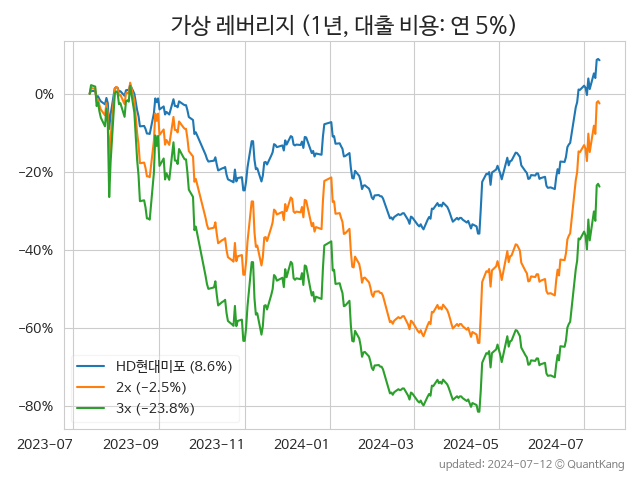 가상 레버리지 (1년, 대출 비용: 연 5%)
0%
−20%
−40%
−60%
−80%
HD현대미포 (8.6%)
2x (−2.5%)
3x (−23.8%)
2023-07 2023-09 2023-11 2024-01 2024-03 2024-05 2024-07
updated: 2024-07-12 © QuantKang